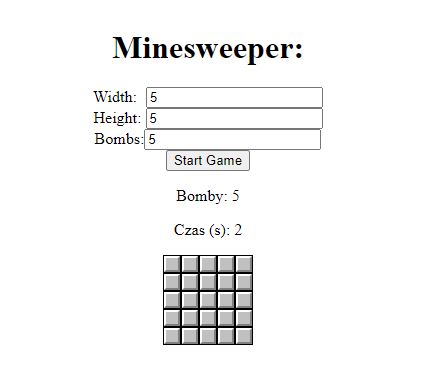 Minesweeper:
Width: 5
Height: 5
Bombs: 5
Start Game
Bomby: 5
Czas (s): 2